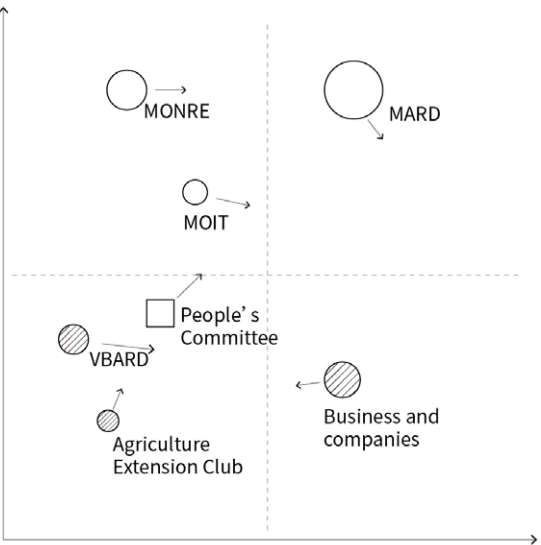 MONRE
MARD
MOIT
People’s
Committee
VBARD
Business and
companies
Agriculture
Extension Club